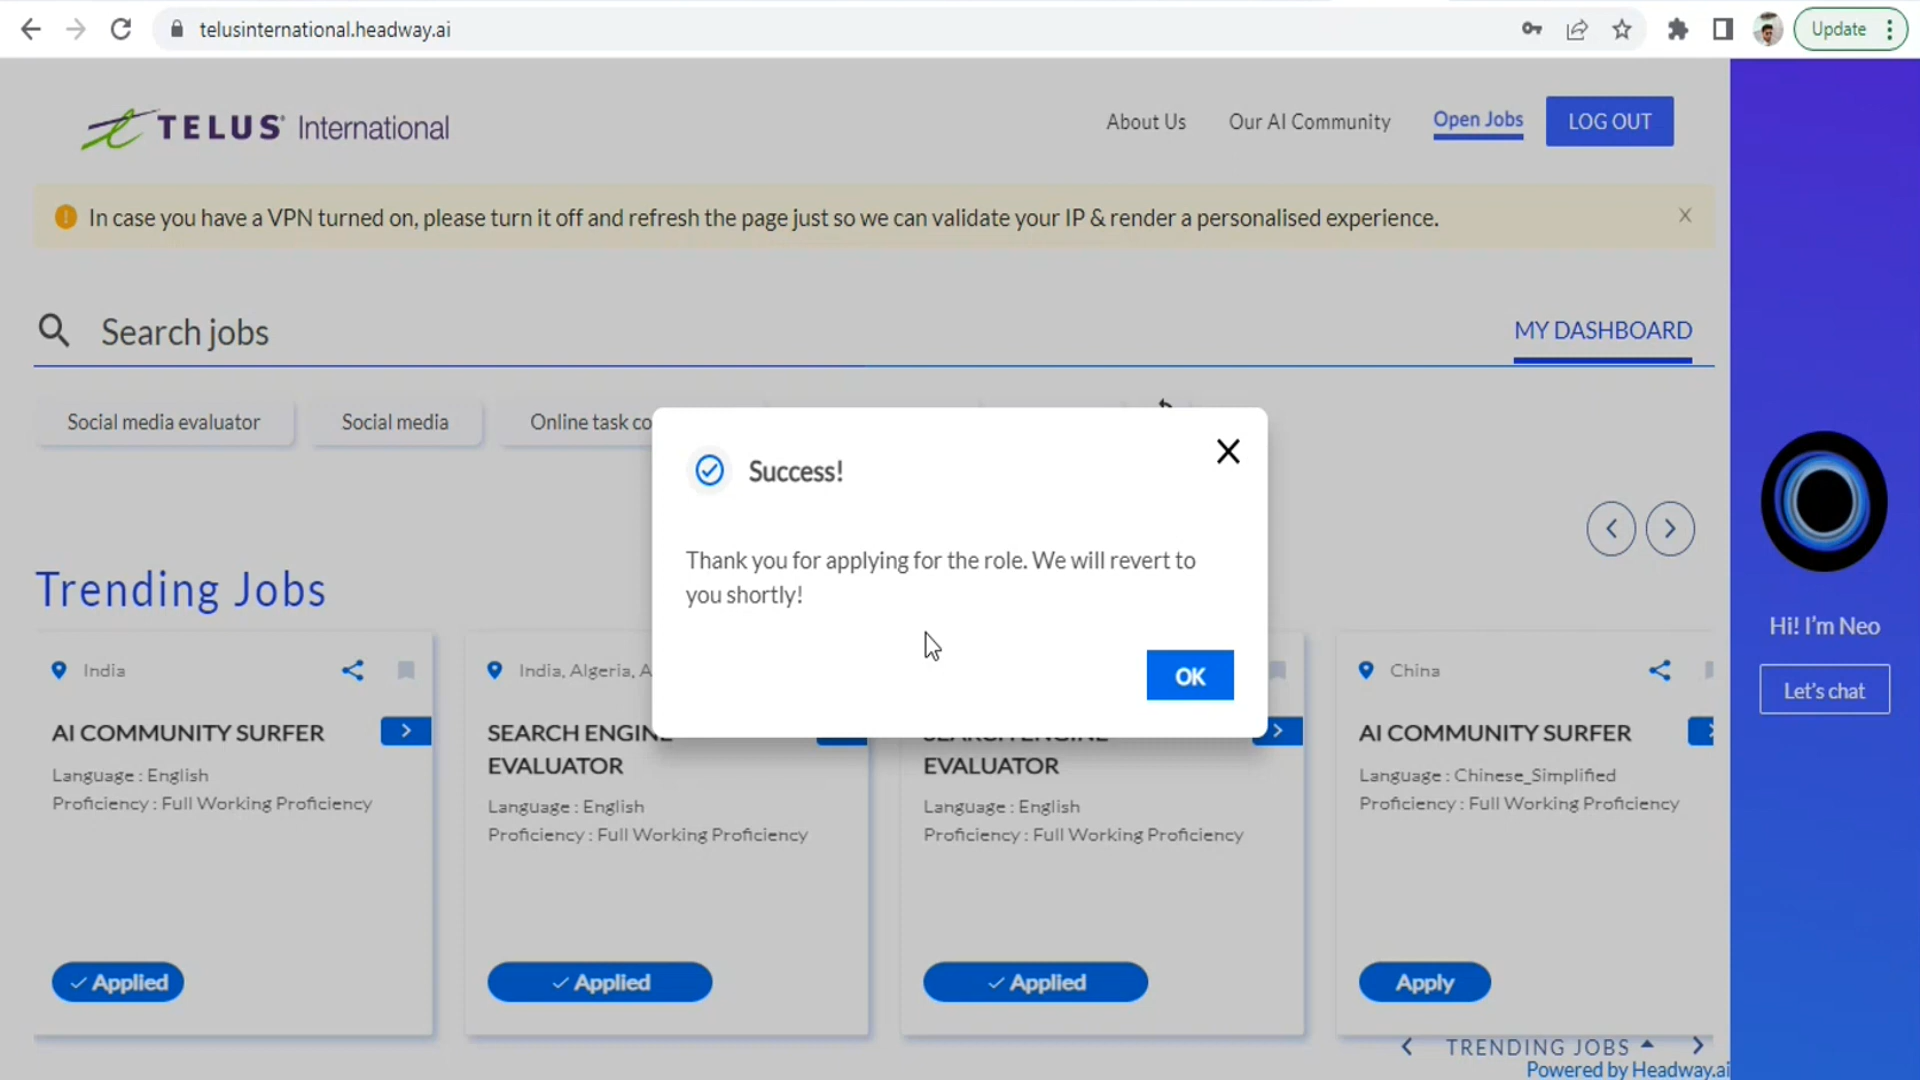 telusinternational.headway.ai
Update
TELUS International
About Us
Our AI Community
Open Jobs
LOG OUT
In case you have a VPN turned on, please turn it off and refresh the page just so we can validate your IP & render a personalised experience.
X
Search jobs
MY DASHBOARD
Social media evaluator
Social media
Online task co
Success!
Thank you for applying for the role. We will revert to
you shortly!
OK
Trending Jobs
Hi! I'm Neo
Let's chat
India
AI COMMUNITY SURFER
Language : English
Proficiency : Full Working Proficiency
Applied
India, Algeria, A
SEARCH ENGINE
EVALUATOR
Language : English
Proficiency : Full Working Proficiency
Applied
SEARCH ENGINE
EVALUATOR
Language : English
Proficiency : Full Working Proficiency
Applied
China
AI COMMUNITY SURFER
Language : Chinese_Simplified
Proficiency : Full Working Proficiency
Apply
TRENDING JOBS
Powered by Headway.ai